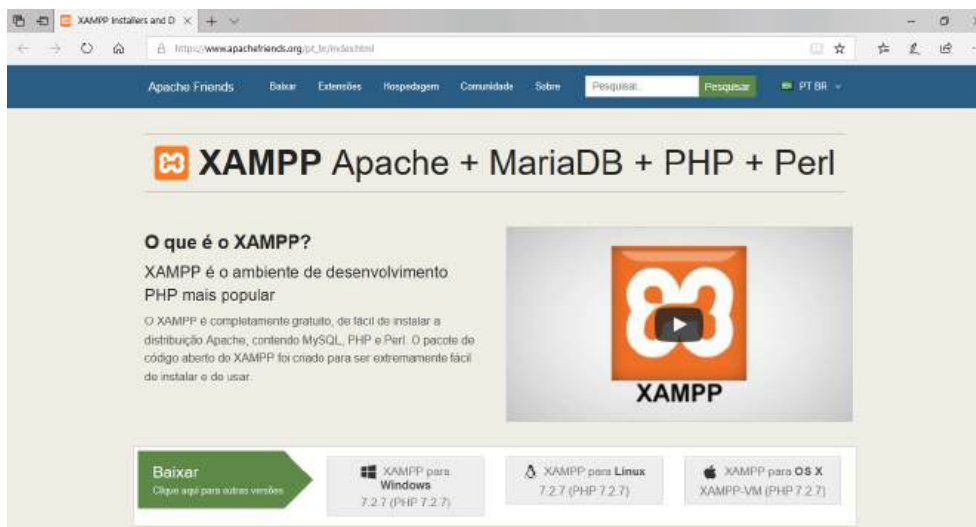 XAMPP Installers and D
https://www.apachefriends.org/pt_br/index.html
Apache Friends Baixar Extensões Hospedagem Comunidade Sobre Pesquisar... Pesquisar PT BR
XAMPP Apache + MariaDB + PHP + Perl
O que é o XAMPP?
XAMPP é o ambiente de desenvolvimento
PHP mais popular
O XAMPP é completamente gratuito, de fácil de instalar a
distribuição Apache, contendo MySQL, PHP e Perl. O pacote de
código aberto do XAMPP foi criado para ser extremamente fácil
de instalar e de usar.
XAMPP
Baixar
Clique aqui para outras versões
XAMPP para
Windows
7.2.7 (PHP 7.2.7)
XAMPP para Linux
7.2.7 (PHP 7.2.7)
XAMPP para OS X
XAMPP-VM (PHP 7.2.7)